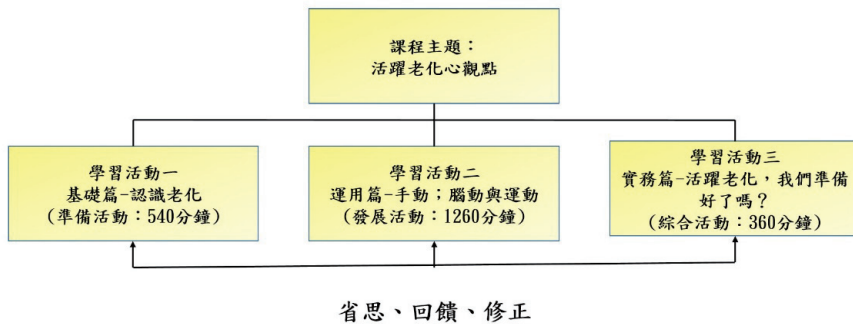 課程主題：
活躍老化心觀點
學習活動一
基礎篇-認識老化
(準備活動：540分鐘)
學習活動二
運用篇-手動；腦動與運動
(發展活動：1260分鐘)
學習活動三
實務篇-活躍老化，我們準備
好了嗎？
(綜合活動：360分鐘)
省思、回饋、修正